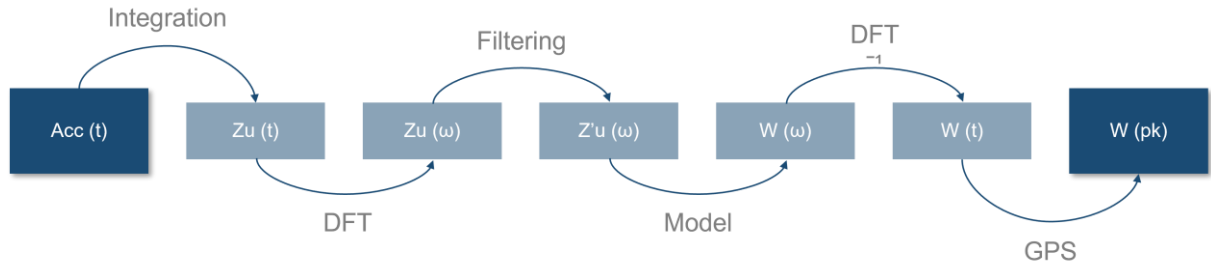 Integration
Filtering
DFT
−1
Acc (t)
Zu (t)
Zu (ω)
Z’u (ω)
W (ω)
W (t)
W (pk)
DFT
Model
GPS